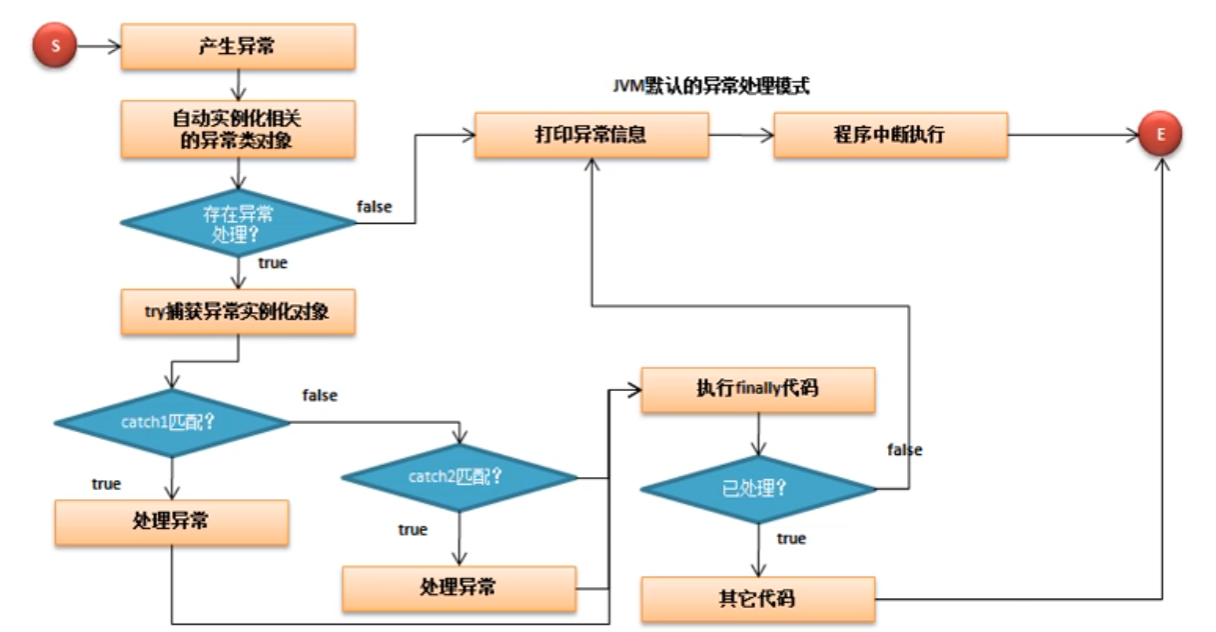 S
产生异常
自动实例化相关
的异常类对象
存在异常
处理?
false
true
JVM默认的异常处理模式
打印异常信息
程序中断执行
E
try捕获异常实例化对象
catch1匹配?
false
true
处理异常
catch2匹配?
true
处理异常
执行finally代码
已处理?
false
true
其它代码